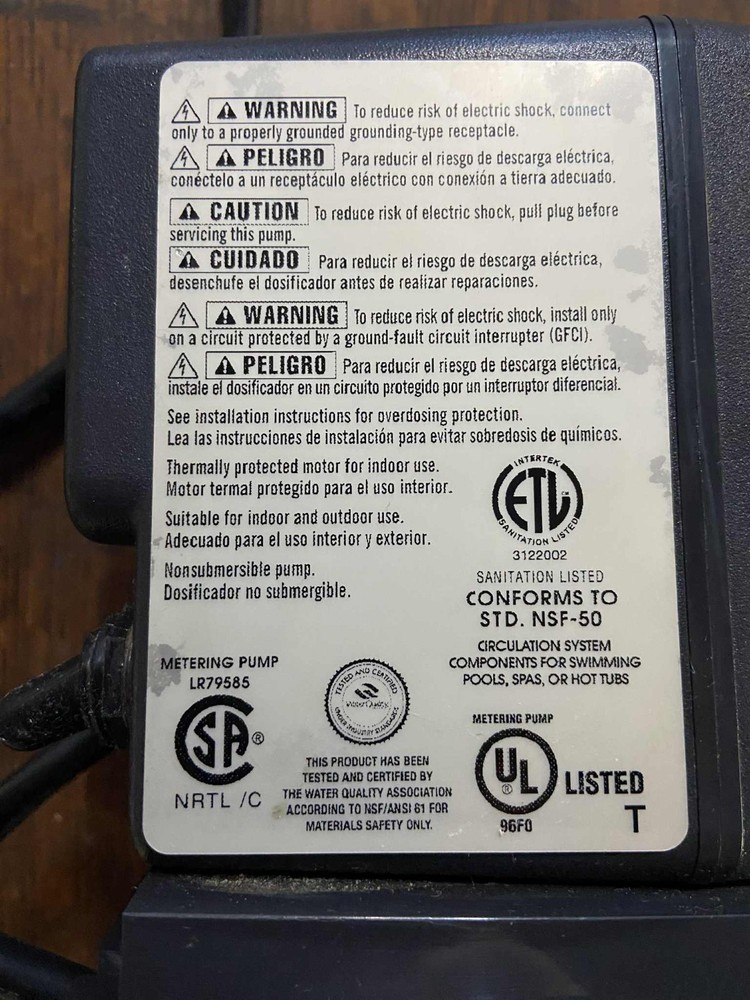 WARNING To reduce risk of electric shock, connect
only to a properly grounded grounding-type receptacle.
PELIGRO Para reducir el riesgo de descarga eléctrica,
conéctelo a un receptáculo eléctrico con conexión a tierra adecuado.
CAUTION To reduce risk of electric shock, pull plug before
servicing this pump.
CUIDADO Para reducir el riesgo de descarga eléctrica,
desenchufe el dosificador antes de realizar reparaciones.
WARNING To reduce risk of electric shock, install only
on a circuit protected by a ground-fault circuit interrupter (GFCI).
PELIGRO Para reducir el riesgo de descarga eléctrica,
instale el dosificador en un circuito protegido por un interruptor diferencial.
See installation instructions for overdosing protection.
Lea las instrucciones de instalación para evitar sobredosis de químicos.
Thermally protected motor for indoor use.
Motor termal protegido para el uso interior.
Suitable for indoor and outdoor use.
Adecuado para el uso interior y exterior.
Nonsubmersible pump.
Dosificador no submergible.
INTERTEK
ETL CM
SANITATION LISTED
3122002
SANITATION LISTED
CONFORMS TO
STD. NSF-50
CIRCULATION SYSTEM
COMPONENTS FOR SWIMMING
POOLS, SPAS, OR HOT TUBS
METERING PUMP
LR79585
SA ®
NRTL /C
TESTED AND CERTIFIED
UNDER INDUSTRY STANDARDS
THIS PRODUCT HAS BEEN
TESTED AND CERTIFIED BY
THE WATER QUALITY ASSOCIATION
ACCORDING TO NSF/ANSI 61 FOR
MATERIALS SAFETY ONLY.
METERING PUMP
UL ® LISTED
96F0 T